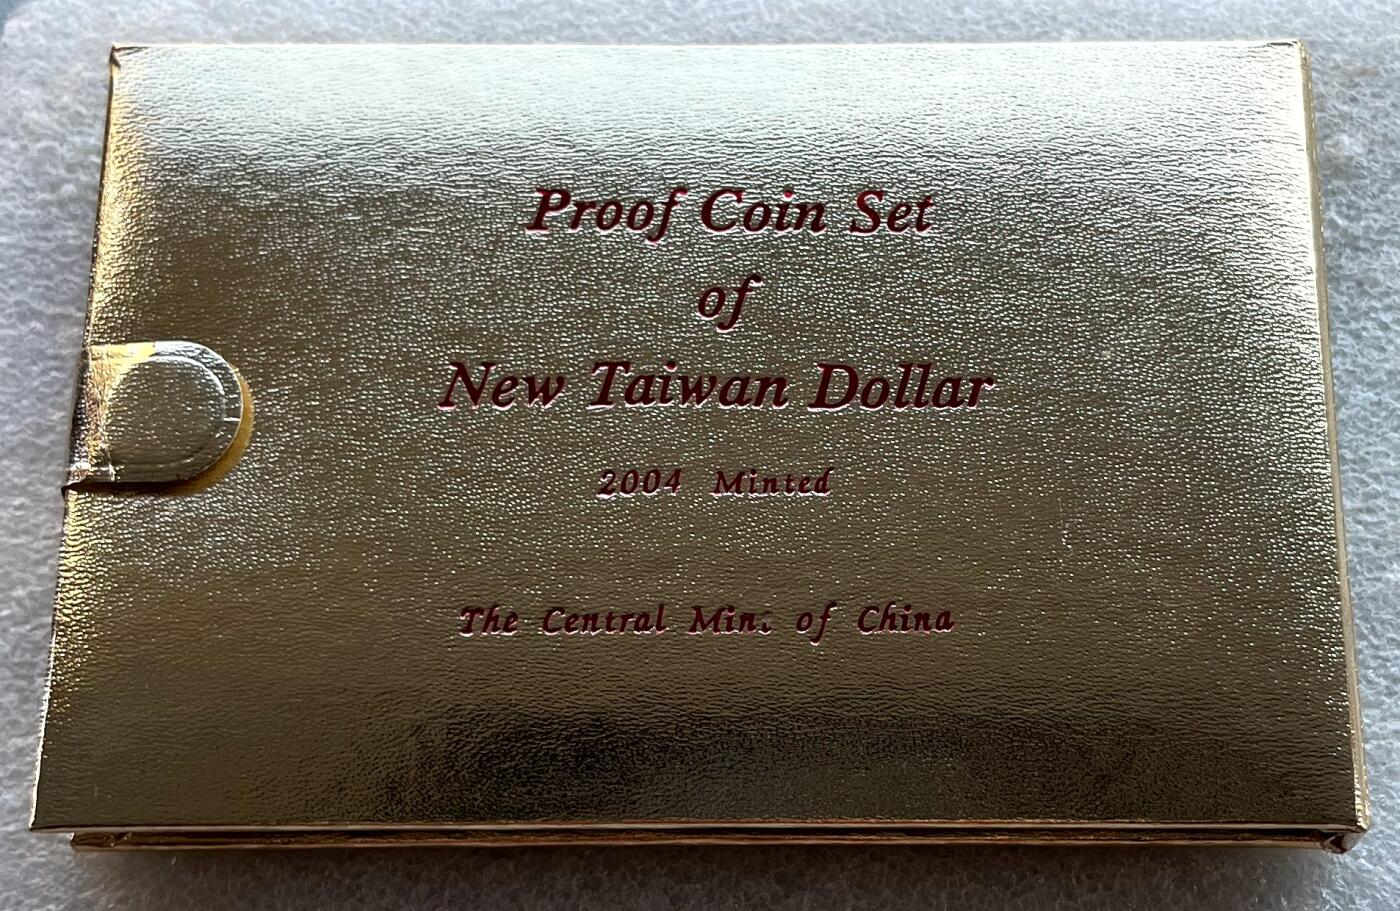 Proof Coin Set
of
New Taiwan Dollar
2004 Minted
The Central Mint of China